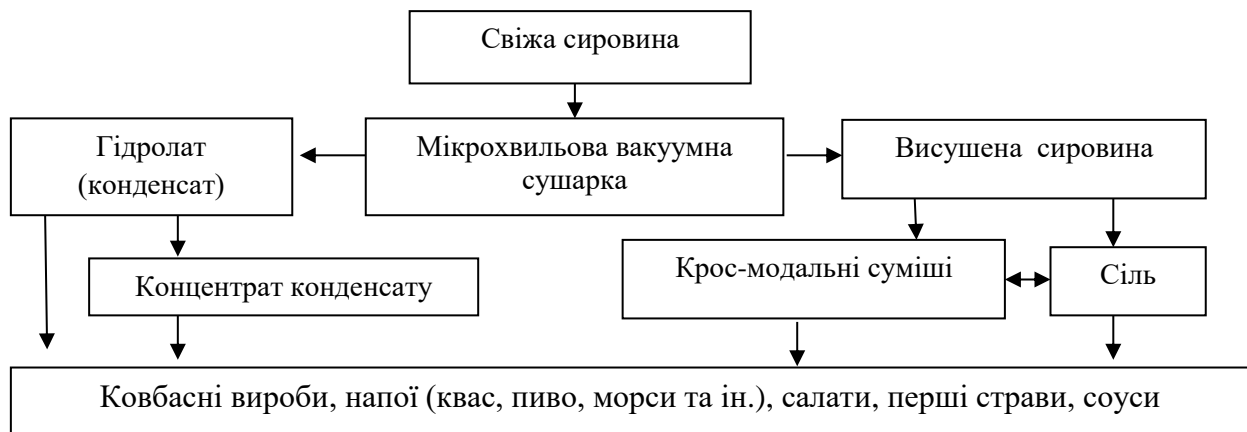 Свіжа сировина
Гідролат
(конденсат)
Мікрохвильова вакуумна
сушарка
Висушена сировина
Концентрат конденсату
Крос-модальні суміші
Сіль
Ковбасні вироби, напої (квас, пиво, морси та ін.), салати, перші страви, соуси